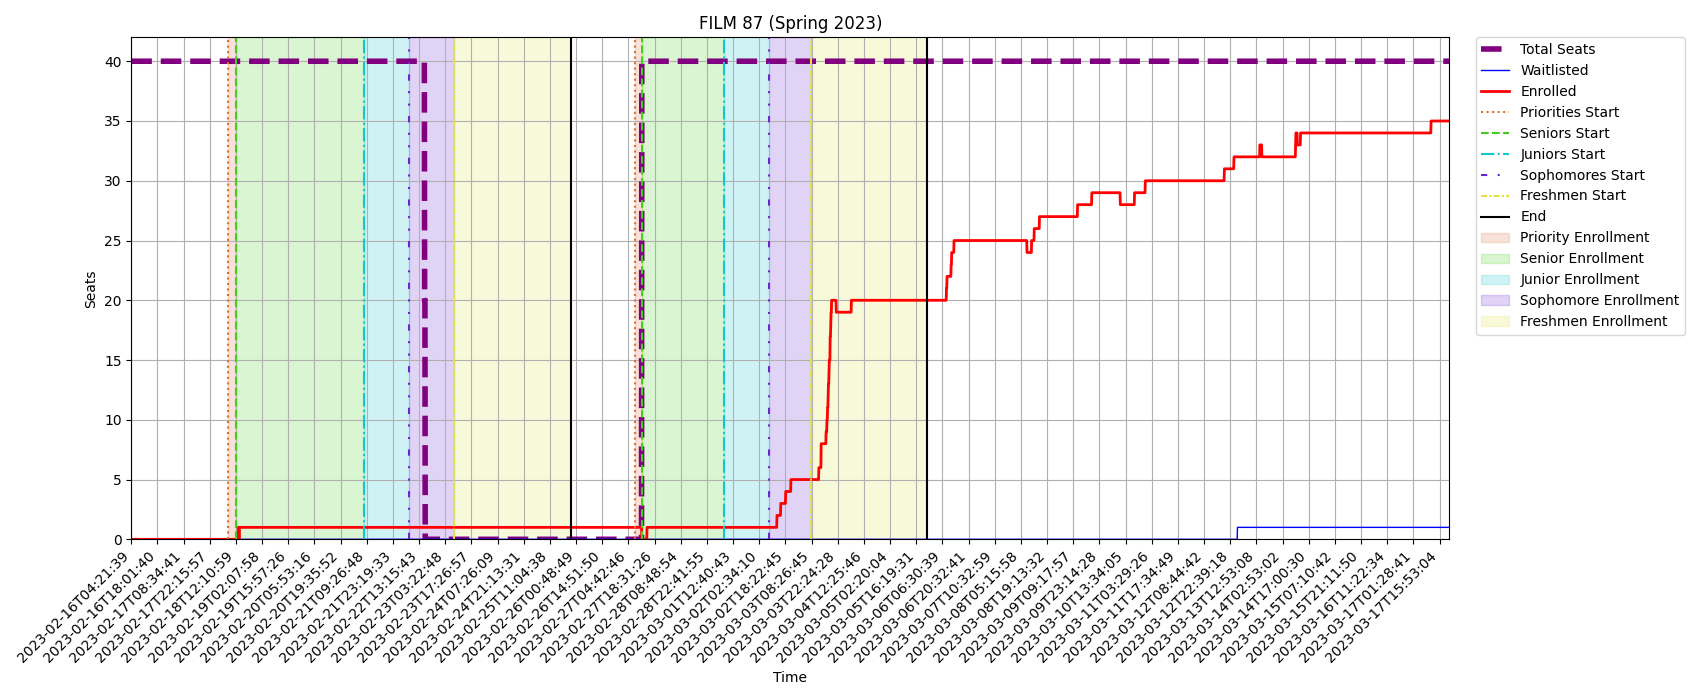 FILM 87 (Spring 2023)
Seats
40
35
30
25
20
15
10
5
0
2023-02-16T04:21:39
2023-02-16T18:01:40
2023-02-17T08:34:41
2023-02-17T22:15:57
2023-02-18T12:10:59
2023-02-19T02:07:58
2023-02-19T15:57:26
2023-02-20T05:53:16
2023-02-20T19:35:52
2023-02-21T09:26:48
2023-02-21T23:19:33
2023-02-22T13:15:43
2023-02-23T03:22:48
2023-02-24T07:26:57
2023-02-24T07:26:09
2023-02-24T21:13:31
2023-02-25T11:04:38
2023-02-26T00:48:49
2023-02-26T14:51:50
2023-02-27T04:42:46
2023-02-27T18:31:26
2023-02-28T08:48:54
2023-02-28T22:41:55
2023-03-01T12:40:43
2023-03-02T02:34:10
2023-03-02T18:22:45
2023-03-03T08:26:45
2023-03-03T22:24:28
2023-03-04T12:25:46
2023-03-05T02:20:04
2023-03-05T16:19:31
2023-03-06T06:30:39
2023-03-06T20:32:41
2023-03-07T10:32:59
2023-03-08T05:15:58
2023-03-08T19:13:32
2023-03-09T09:17:57
2023-03-09T23:14:28
2023-03-10T13:34:05
2023-03-11T03:29:26
2023-03-11T17:34:49
2023-03-12T08:44:42
2023-03-12T22:39:18
2023-03-13T12:53:08
2023-03-14T02:53:02
2023-03-14T17:00:30
2023-03-15T07:10:42
2023-03-15T21:11:50
2023-03-16T11:22:34
2023-03-17T01:28:41
2023-03-17T15:53:04
Time
Total Seats
Waitlisted
Enrolled
Priorities Start
Seniors Start
Juniors Start
Sophomores Start
Freshmen Start
End
Priority Enrollment
Senior Enrollment
Junior Enrollment
Sophomore Enrollment
Freshmen Enrollment